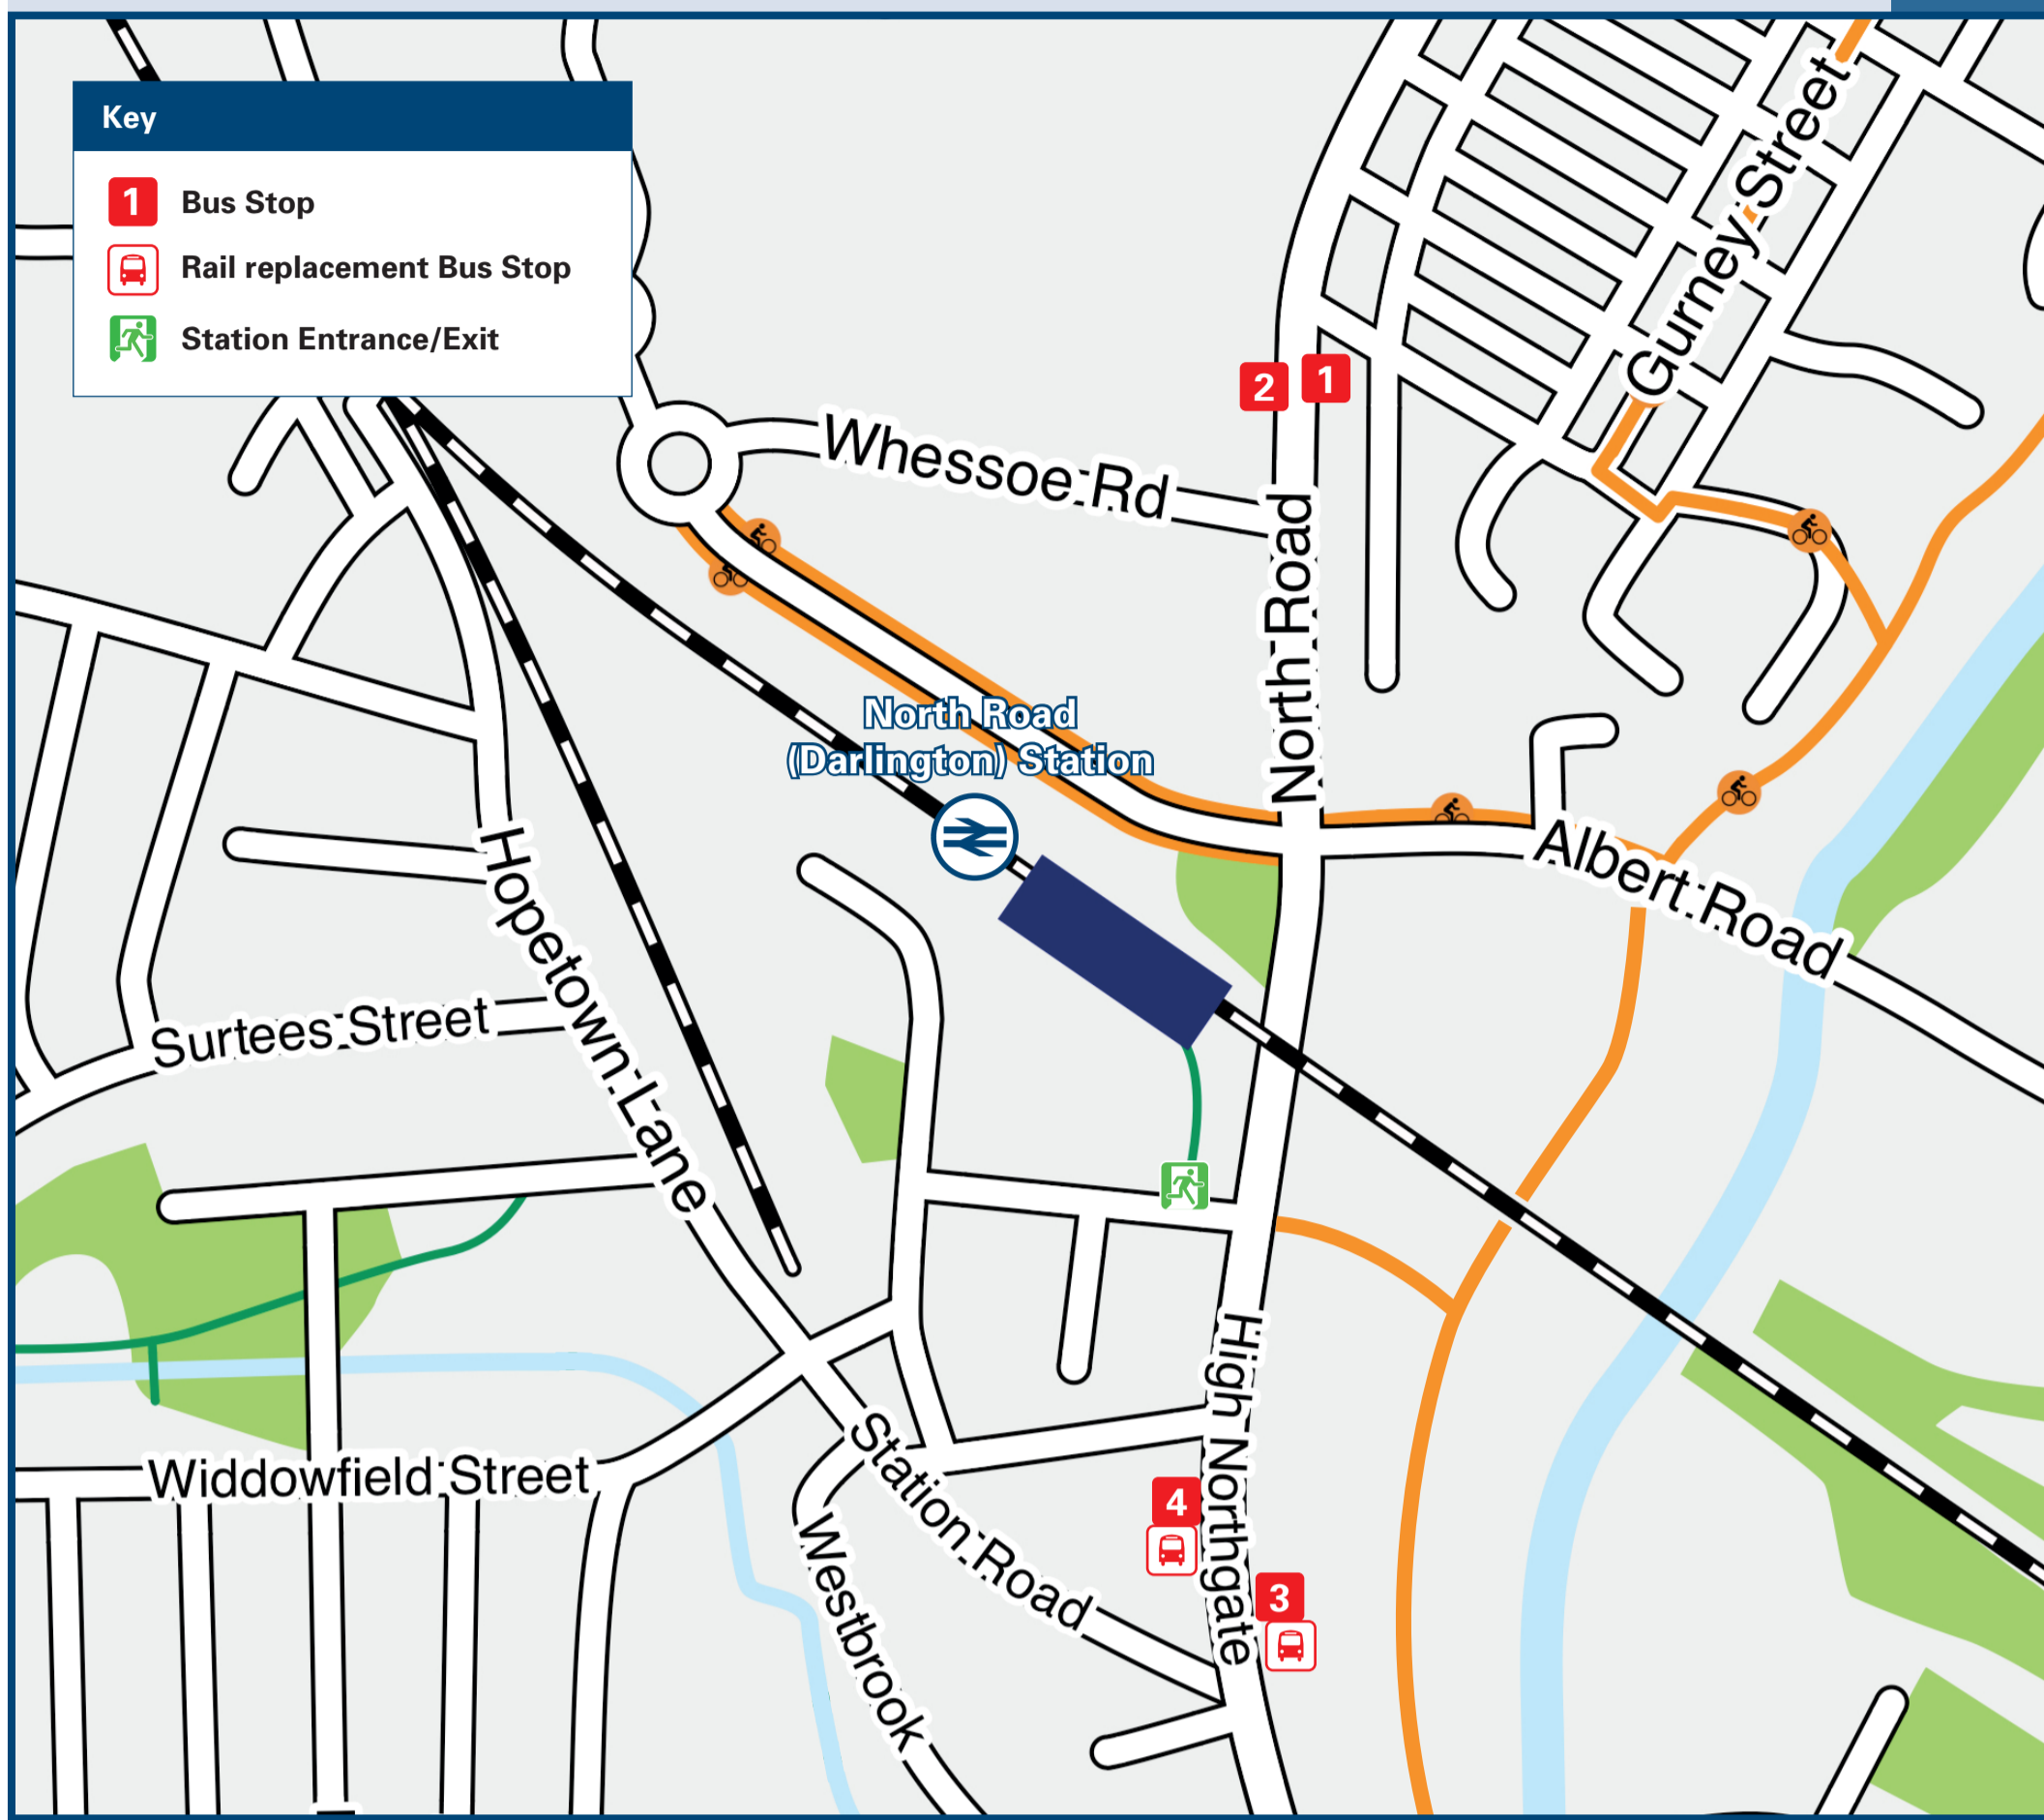 Key
1 Bus Stop
Rail replacement Bus Stop
Station Entrance/Exit
Gurney Street
2
1
Whessoe Rd
North Road
North Road
(Darlington) Station
Albert Road
Hopetown Lane
Surtees Street
High Northgate
Widdowfield Street
Station Road
4
3
Westbrook